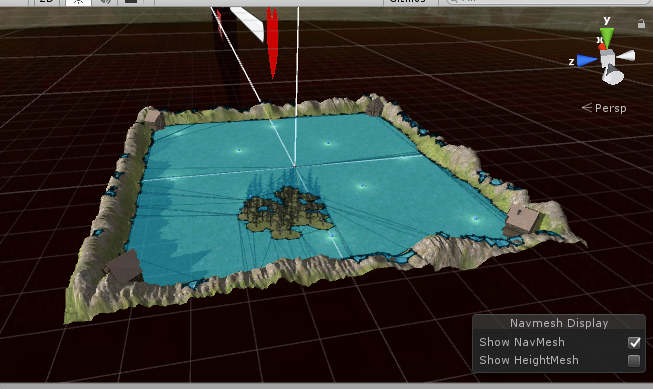 2D
Gizmos
y
x
z
Persp
Navmesh Display
Show NavMesh
Show HeightMesh